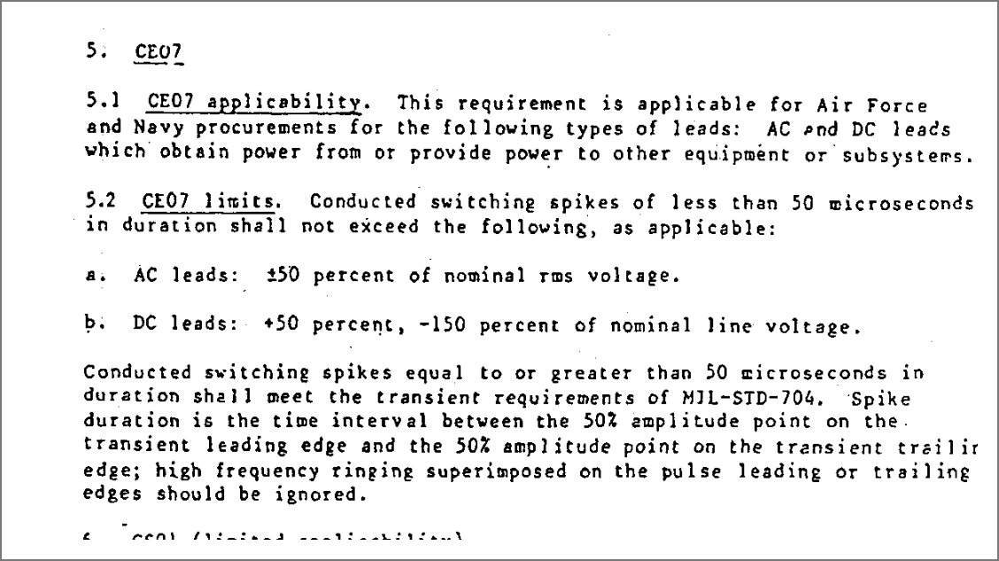 5. CE07
5.1 CE07 applicability. This requirement is applicable for Air Force
and Navy procurements for the following types of leads: AC and DC leads
which obtain power from or provide power to other equipment or subsystems.
5.2 CE07 limits. Conducted switching spikes of less than 50 microseconds
in duration shall not exceed the following, as applicable:
a. AC leads: ±50 percent of nominal rms voltage.
b. DC leads: +50 percent, -150 percent of nominal line voltage.
Conducted switching spikes equal to or greater than 50 microseconds in
duration shall meet the transient requirements of MIL-STD-704. Spike
duration is the time interval between the 50% amplitude point on the
transient leading edge and the 50% amplitude point on the transient trailin
edge; high frequency ringing superimposed on the pulse leading or trailing
edges should be ignored.